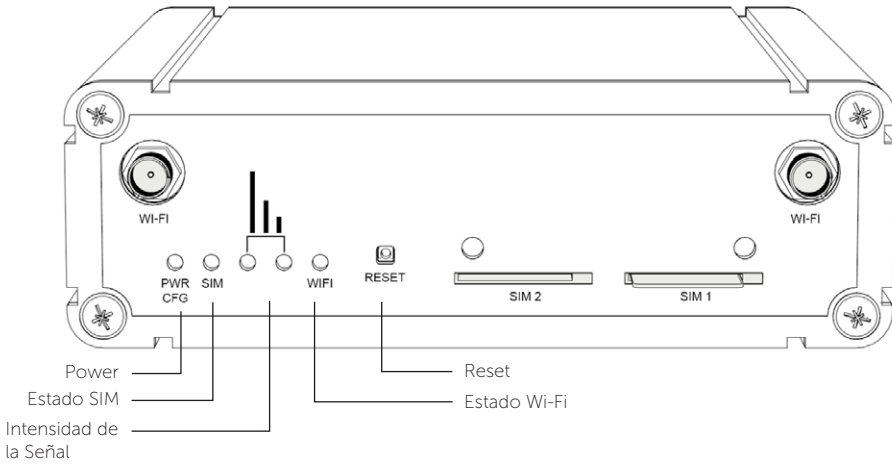 WI-FI
WI-FI
PWR
CFG
SIM
WIFI
RESET
SIM 2
SIM 1
Power
Estado SIM
Intensidad de
la Señal
Reset
Estado Wi-Fi